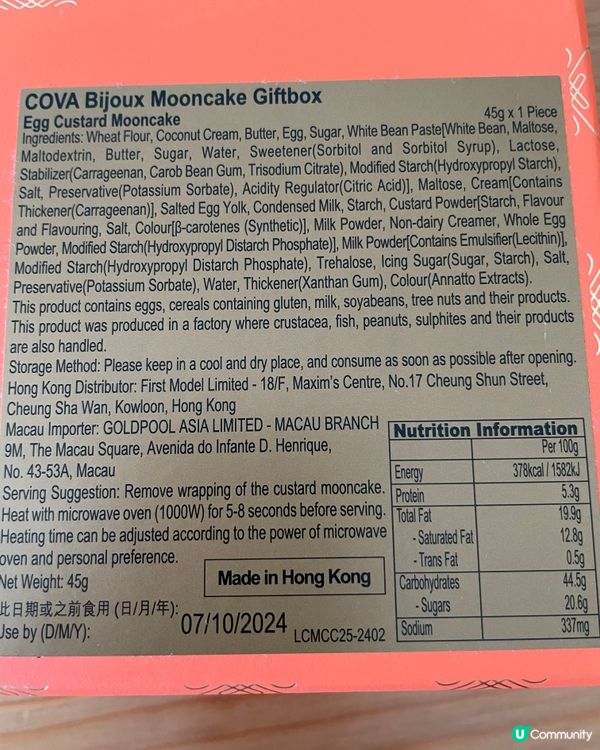 COVA Bijoux Mooncake Giftbox
Egg Custard Mooncake 45g x 1 Piece
Ingredients: Wheat Flour, Coconut Cream, Butter, Egg, Sugar, White Bean Paste[White Bean, Maltose,
Maltodextrin, Butter, Sugar, Water, Sweetener(Sorbitol and Sorbitol Syrup), Lactose,
Stabilizer(Carrageenan, Carob Bean Gum, Trisodium Citrate), Modified Starch(Hydroxypropyl Starch),
Salt, Preservative(Potassium Sorbate), Acidity Regulator(Citric Acid)], Maltose, Cream[Contains
Thickener(Carrageenan)], Salted Egg Yolk, Condensed Milk, Starch, Custard Powder[Starch, Flavour
and Flavouring, Salt, Colour[β-carotenes (Synthetic)], Milk Powder, Non-dairy Creamer, Whole Egg
Powder, Modified Starch(Hydroxypropyl Distarch Phosphate)], Milk Powder[Contains Emulsifier(Lecithin)],
Modified Starch(Hydroxypropyl Distarch Phosphate), Trehalose, Icing Sugar(Sugar, Starch), Salt,
Preservative(Potassium Sorbate), Water, Thickener(Xanthan Gum), Colour(Annatto Extracts).
This product contains eggs, cereals containing gluten, milk, soyabeans, tree nuts and their products.
This product was produced in a factory where crustacea, fish, peanuts, sulphites and their products
are also handled.
Storage Method: Please keep in a cool and dry place, and consume as soon as possible after opening.
Hong Kong Distributor: First Model Limited - 18/F, Maxim's Centre, No.17 Cheung Shun Street,
Cheung Sha Wan, Kowloon, Hong Kong
Macau Importer: GOLDPOOL ASIA LIMITED - MACAU BRANCH
9M, The Macau Square, Avenida do Infante D. Henrique,
No. 43-53A, Macau
Serving Suggestion: Remove wrapping of the custard mooncake.
Heat with microwave oven (1000W) for 5-8 seconds before serving.
Heating time can be adjusted according to the power of microwave
oven and personal preference.
Net Weight: 45g
Made in Hong Kong
此日期或之前食用 (日/月/年):
Use by (D/M/Y): 07/10/2024 LCMCC25-2402
Nutrition Information
Per 100g
Energy 378kcal / 1582kJ
Protein 5.3g
Total Fat 19.9g
- Saturated Fat 12.8g
- Trans Fat 0.5g
Carbohydrates 44.5g
- Sugars 20.6g
Sodium 337mg
U Community